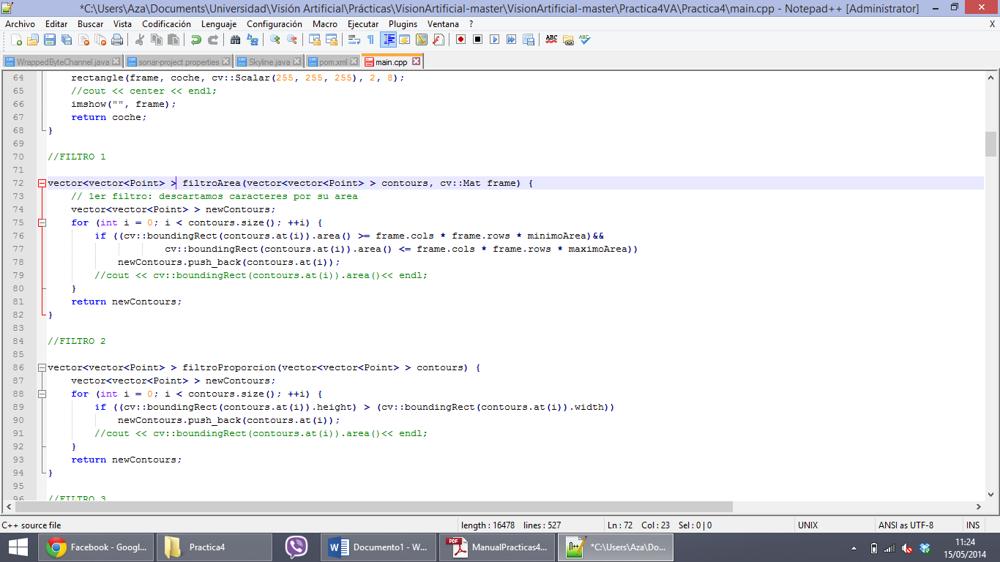 *C:\Users\Aza\Documents\Universidad\Visión Artificial\Prácticas\VisionArtificial-master\VisionArtificial-master\Practica4VA\Practica4\main.cpp - Notepad++ [Administrator]
Archivo Editar Buscar Vista Codificación Lenguaje Configuración Macro Ejecutar Plugins Ventana ? X
WrappedByteChannel.java sonar-project.properties Skyline.java pom.xml main.cpp
64 rectangle(frame, coche, cv::Scalar(255, 255, 255), 2, 8);
65 //cout << center << endl;
66 imshow("", frame);
67 return coche;
68 }
69
70 //FILTRO 1
71
72 vector<vector<Point> > filtroArea(vector<vector<Point> > contours, cv::Mat frame) {
73 // 1er filtro: descartamos caracteres por su area
74 vector<vector<Point> > newContours;
75 for (int i = 0; i < contours.size(); ++i) {
76 if ((cv::boundingRect(contours.at(i)).area() >= frame.cols * frame.rows * minimoArea)&&
77 cv::boundingRect(contours.at(i)).area() <= frame.cols * frame.rows * maximoArea))
78 newContours.push_back(contours.at(i));
79 //cout << cv::boundingRect(contours.at(i)).area()<< endl;
80 }
81 return newContours;
82 }
83
84 //FILTRO 2
85
86 vector<vector<Point> > filtroProporcion(vector<vector<Point> > contours) {
87 vector<vector<Point> > newContours;
88 for (int i = 0; i < contours.size(); ++i) {
89 if ((cv::boundingRect(contours.at(i)).height) > (cv::boundingRect(contours.at(i)).width))
90 newContours.push_back(contours.at(i));
91 //cout << cv::boundingRect(contours.at(i)).area()<< endl;
92 }
93 return newContours;
94 }
95
96 //FILTRO 3
C++ source file length : 16478 lines : 527 Ln : 72 Col : 23 Sel : 0 | 0 UNIX ANSI as UTF-8 INS
Facebook - Googl... Practica4 Documento1 - W... ManualPracticas4... *C:\Users\Aza\Do... 11:24
15/05/2014